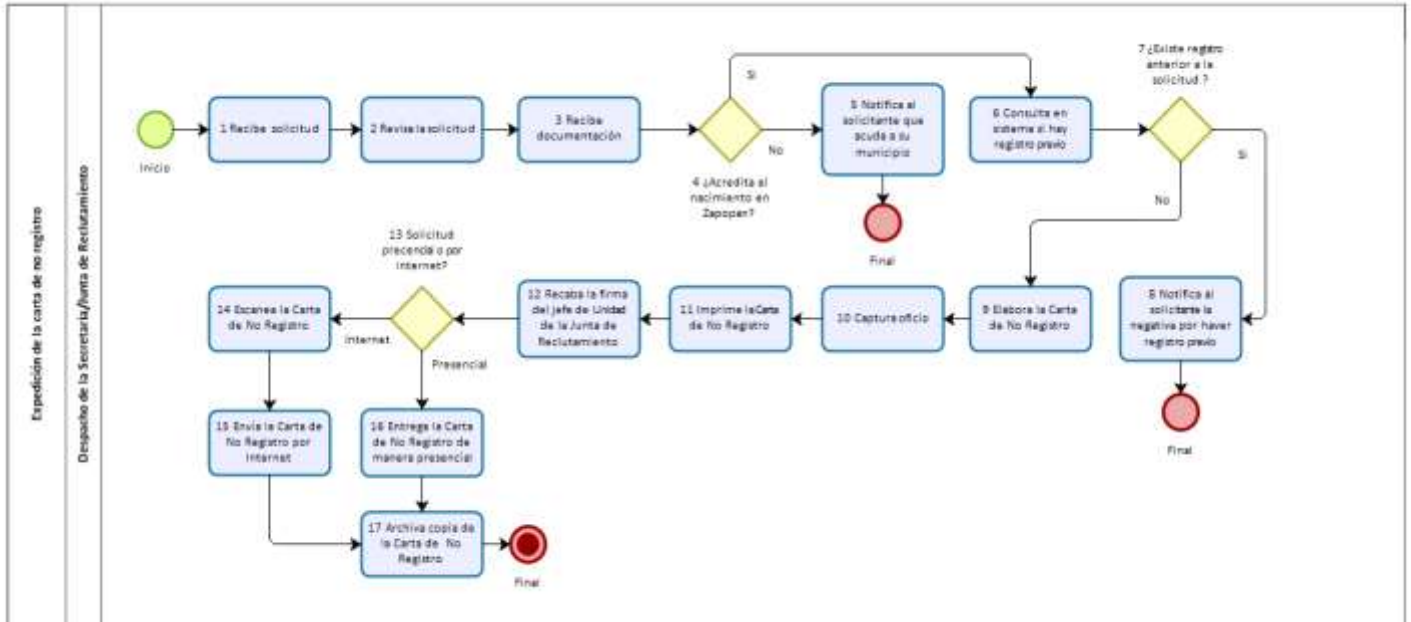 Expedición de la carta de no registro
Despacho de la Secretaría/Junta de Reclutamiento
Inicio
1 Recibe solicitud
2 Revisa la solicitud
3 Recibe
documentación
4 ¿Acredita el
nacimiento en
Zapopan?
Si
No
5 Notifica al
solicitante que
acuda a su
municipio
Final
6 Consulta en
sistema si hay
registro previo
7 ¿Existe registro
anterior a la
solicitud ?
Si
No
8 Notifica al
solicitante la
negativa por haver
registro previo
Final
9 Elabora la Carta
de No Registro
10 Captura oficio
11 Imprime la Carta
de No Registro
12 Recaba la firma
del jefe de Unidad
de la Junta de
Reclutamiento
13 Solicitud
precencial o por
internet?
Internet
Presencial
14 Escanea la Carta
de No Registro
15 Envía la Carta de
No Registro por
Internet
16 Entrega la Carta
de No Registro de
manera presencial
17 Archiva copia de
la Carta de No
Registro
Final